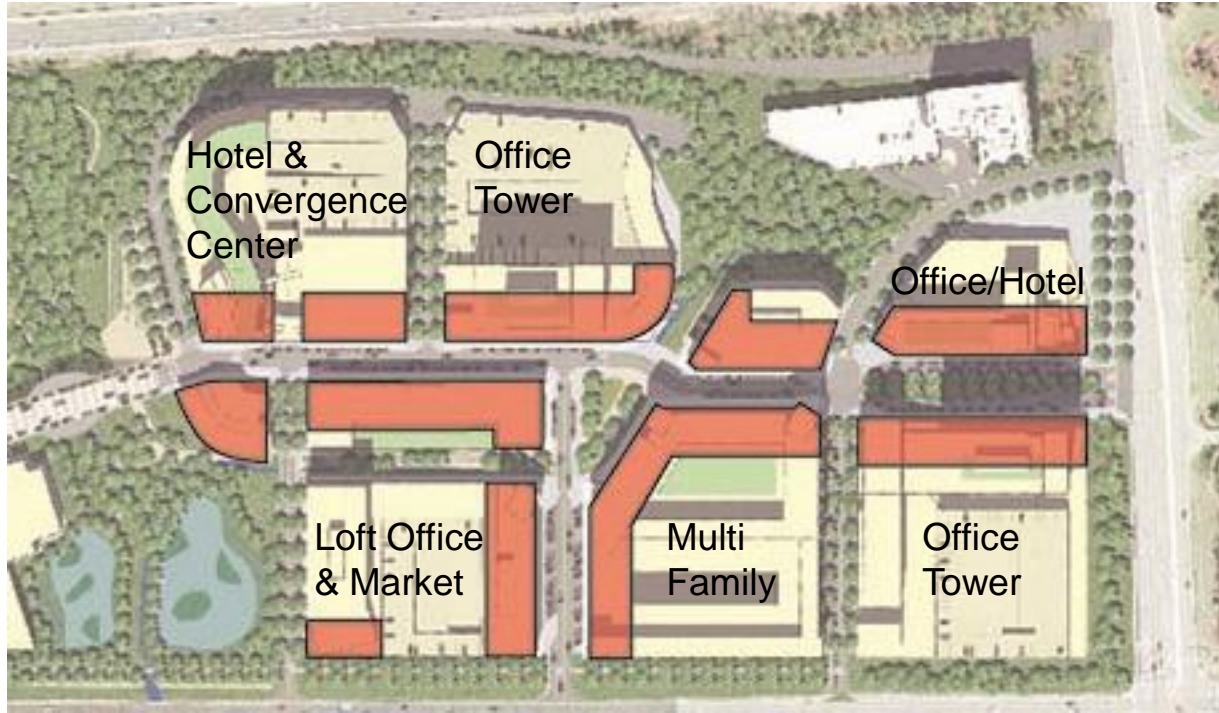 Hotel &
Convergence
Center
Office
Tower
Office/Hotel
Loft Office
& Market
Multi
Family
Office
Tower